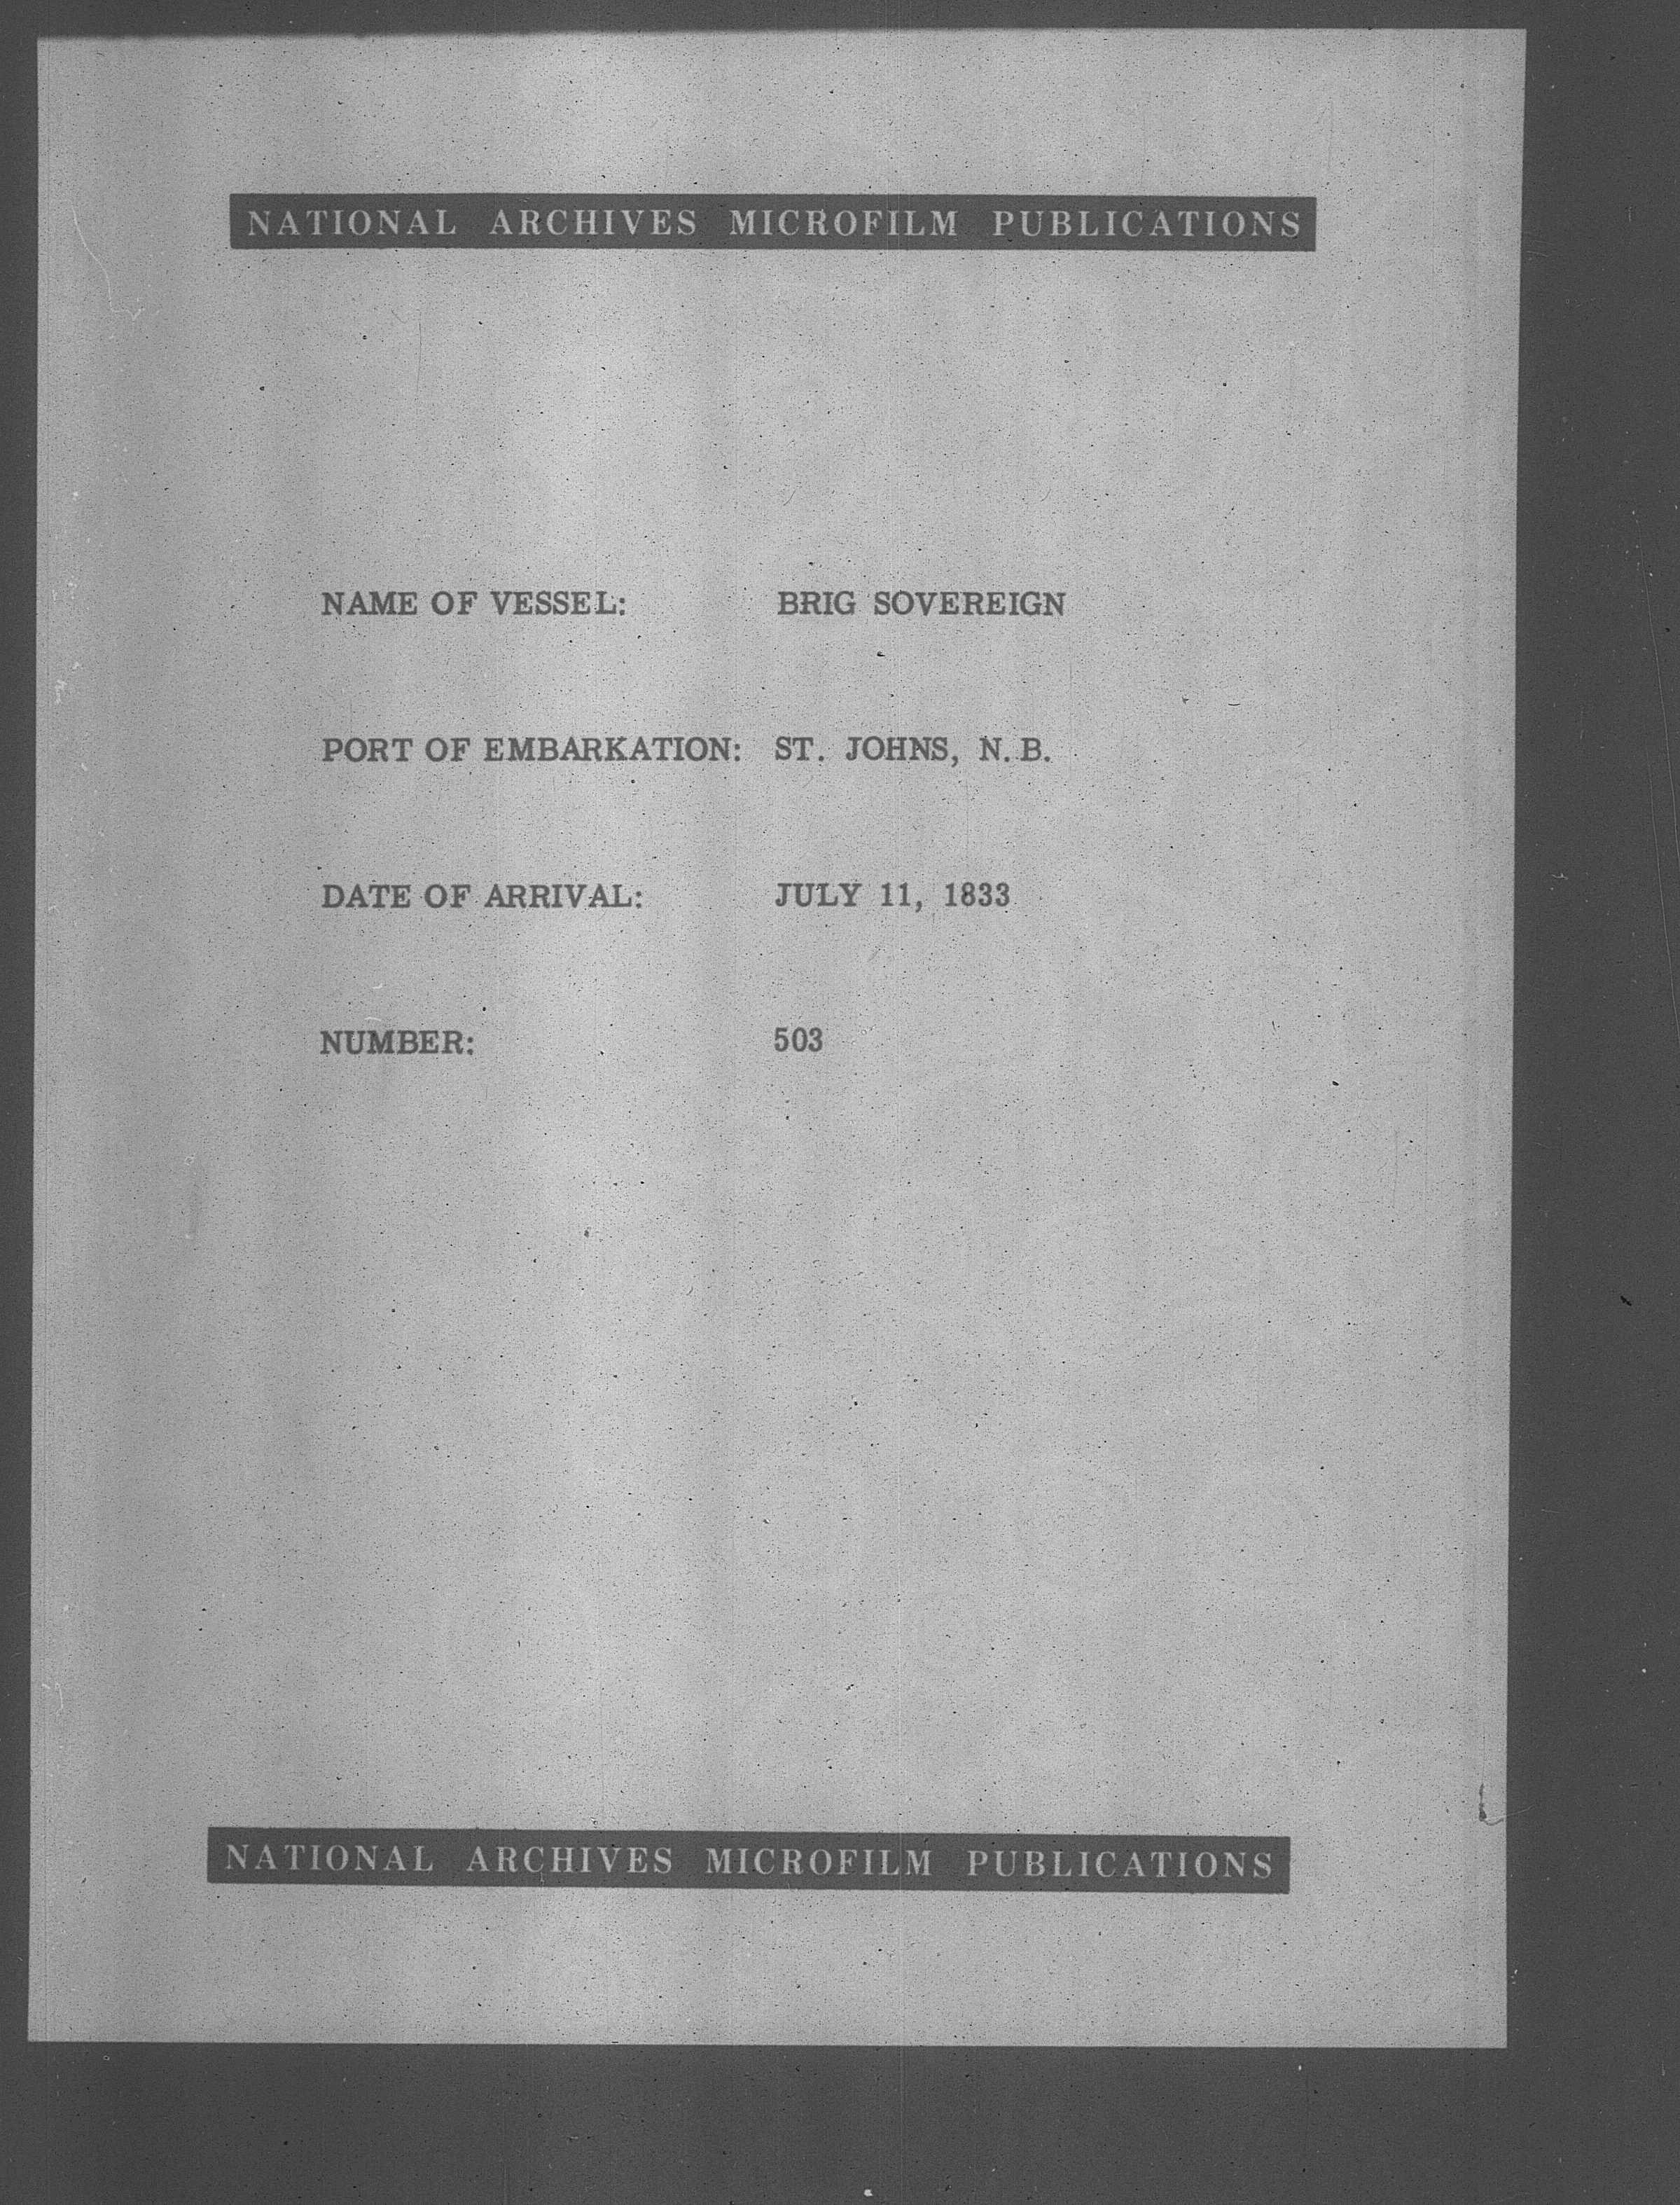 NATIONAL ARCHIVES MICROFILM PUBLICATIONS
NAME OF VESSEL: BRIG SOVEREIGN
PORT OF EMBARKATION: ST. JOHNS, N.B.
DATE OF ARRIVAL: JULY 11, 1833
NUMBER: 503
NATIONAL ARCHIVES MICROFILM PUBLICATIONS